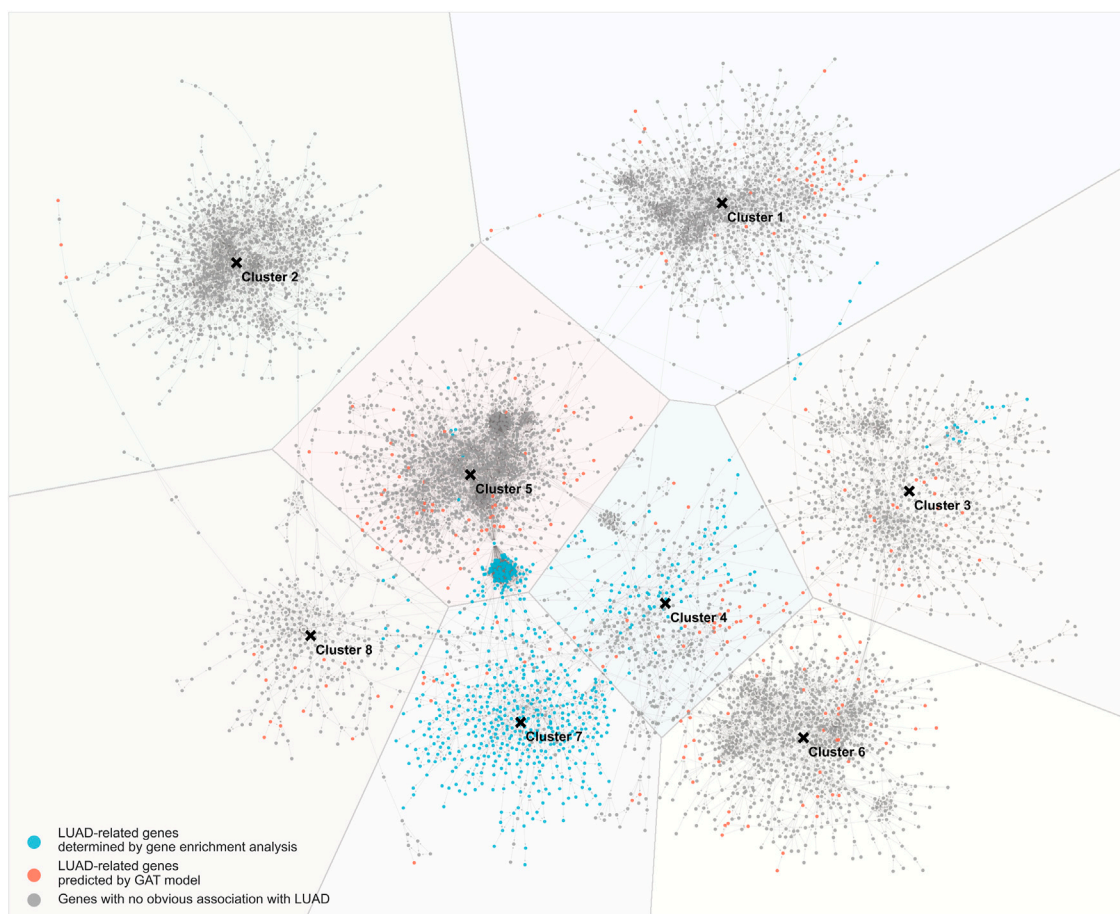 Cluster 1
Cluster 2
Cluster 5
Cluster 3
Cluster 4
Cluster 8
Cluster 7
Cluster 6
LUAD-related genes
determined by gene enrichment analysis
LUAD-related genes
predicted by GAT model
Genes with no obvious association with LUAD